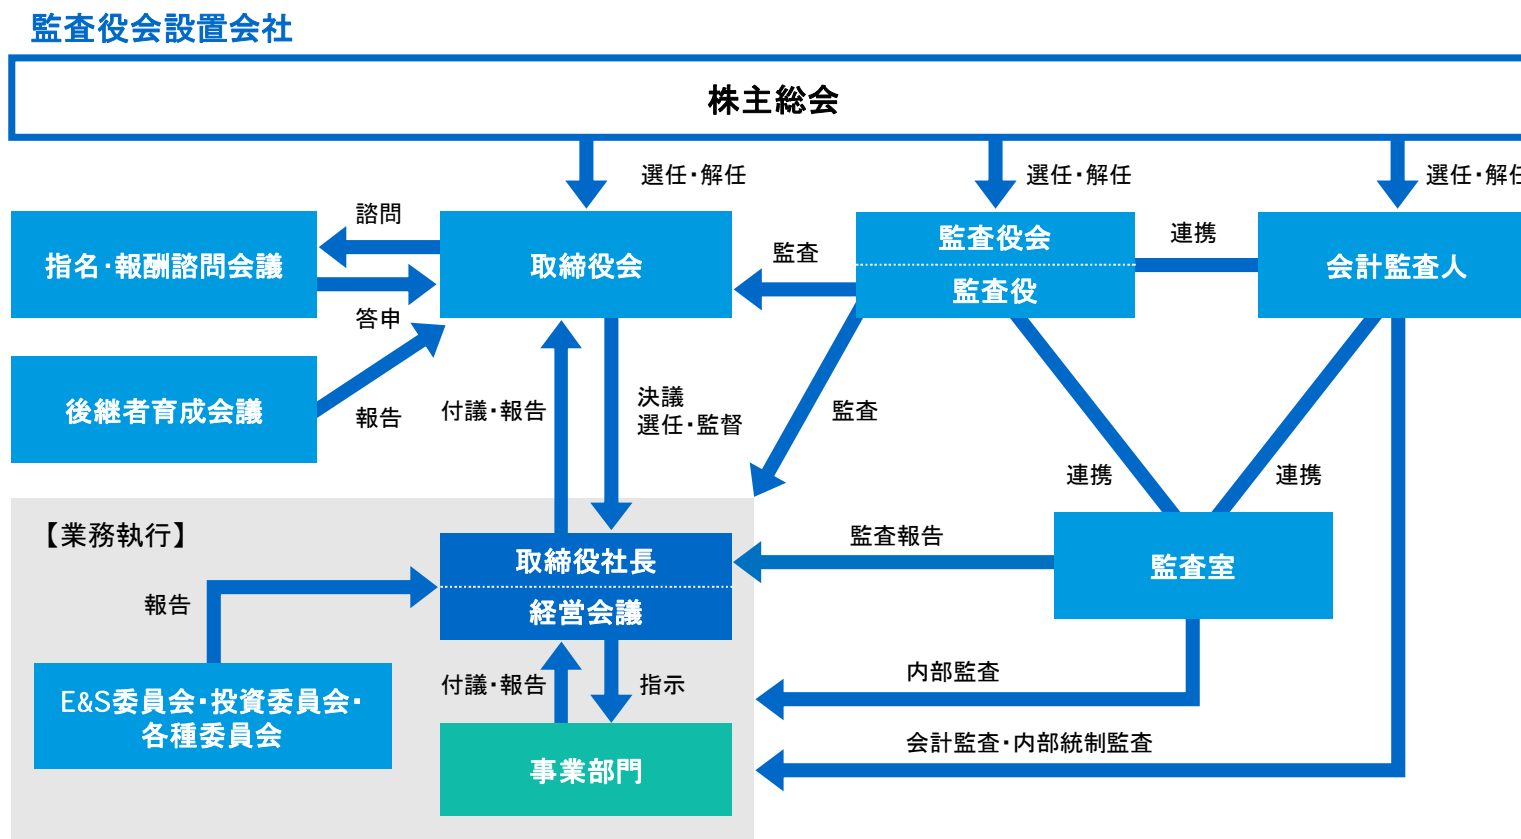 監査役会設置会社
株主総会
選任・解任
選任・解任
選任・解任
諮問
指名・報酬諮問会議
取締役会
監査
監査役会
監査役
連携
会計監査人
答申
後継者育成会議
報告
付議・報告
決議
選任・監督
監査
連携
連携
【業務執行】
取締役社長
経営会議
監査報告
監査室
報告
E&S委員会・投資委員会・
各種委員会
付議・報告
指示
内部監査
会計監査・内部統制監査
事業部門